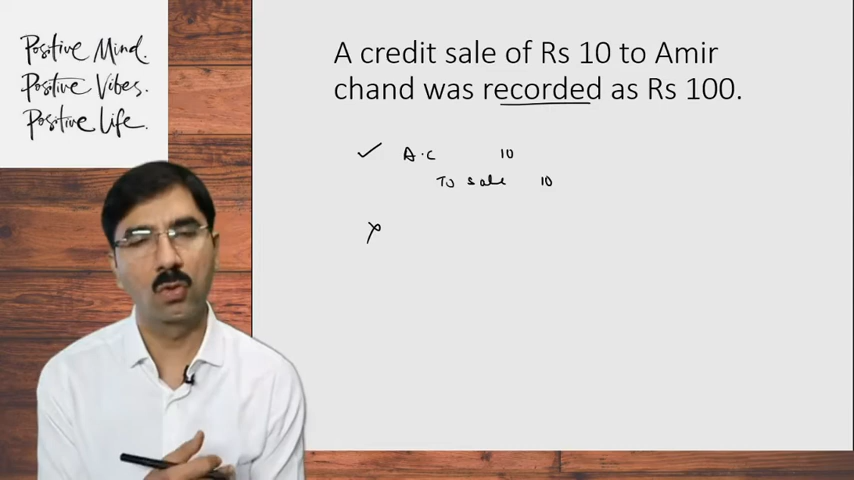 Positive Mind.
Positive Vibes.
Positive Life.
A credit sale of Rs 10 to Amir
chand was recorded as Rs 100.
✓ A.C 10
To sale 10
✗